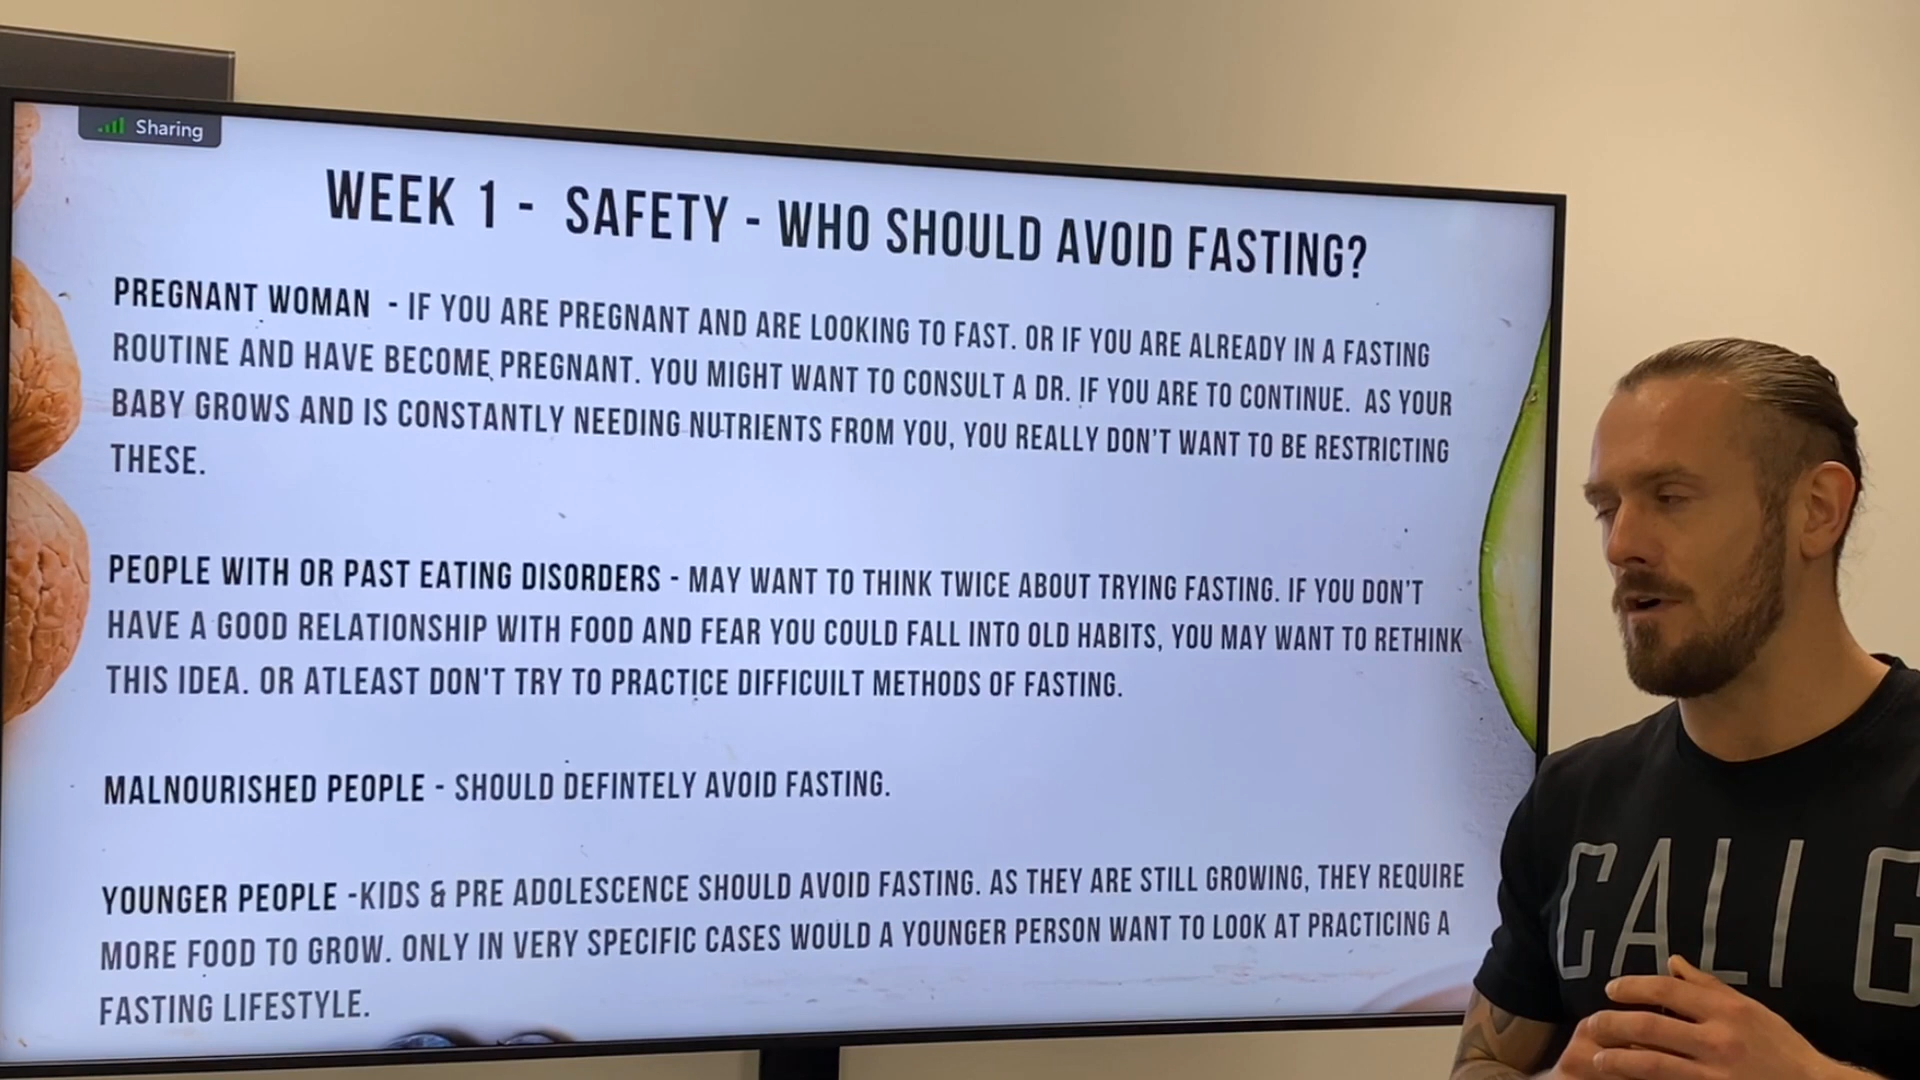 Sharing
WEEK 1 - SAFETY - WHO SHOULD AVOID FASTING?
PREGNANT WOMAN - IF YOU ARE PREGNANT AND ARE LOOKING TO FAST. OR IF YOU ARE ALREADY IN A FASTING
ROUTINE AND HAVE BECOME PREGNANT. YOU MIGHT WANT TO CONSULT A DR. IF YOU ARE TO CONTINUE. AS YOUR
BABY GROWS AND IS CONSTANTLY NEEDING NUTRIENTS FROM YOU, YOU REALLY DON'T WANT TO BE RESTRICTING
THESE.
PEOPLE WITH OR PAST EATING DISORDERS - MAY WANT TO THINK TWICE ABOUT TRYING FASTING. IF YOU DON'T
HAVE A GOOD RELATIONSHIP WITH FOOD AND FEAR YOU COULD FALL INTO OLD HABITS, YOU MAY WANT TO RETHINK
THIS IDEA. OR ATLEAST DON'T TRY TO PRACTICE DIFFICUILT METHODS OF FASTING.
MALNOURISHED PEOPLE - SHOULD DEFINTELY AVOID FASTING.
YOUNGER PEOPLE -KIDS & PRE ADOLESCENCE SHOULD AVOID FASTING. AS THEY ARE STILL GROWING, THEY REQUIRE
MORE FOOD TO GROW. ONLY IN VERY SPECIFIC CASES WOULD A YOUNGER PERSON WANT TO LOOK AT PRACTICING A
FASTING LIFESTYLE.
CALI G